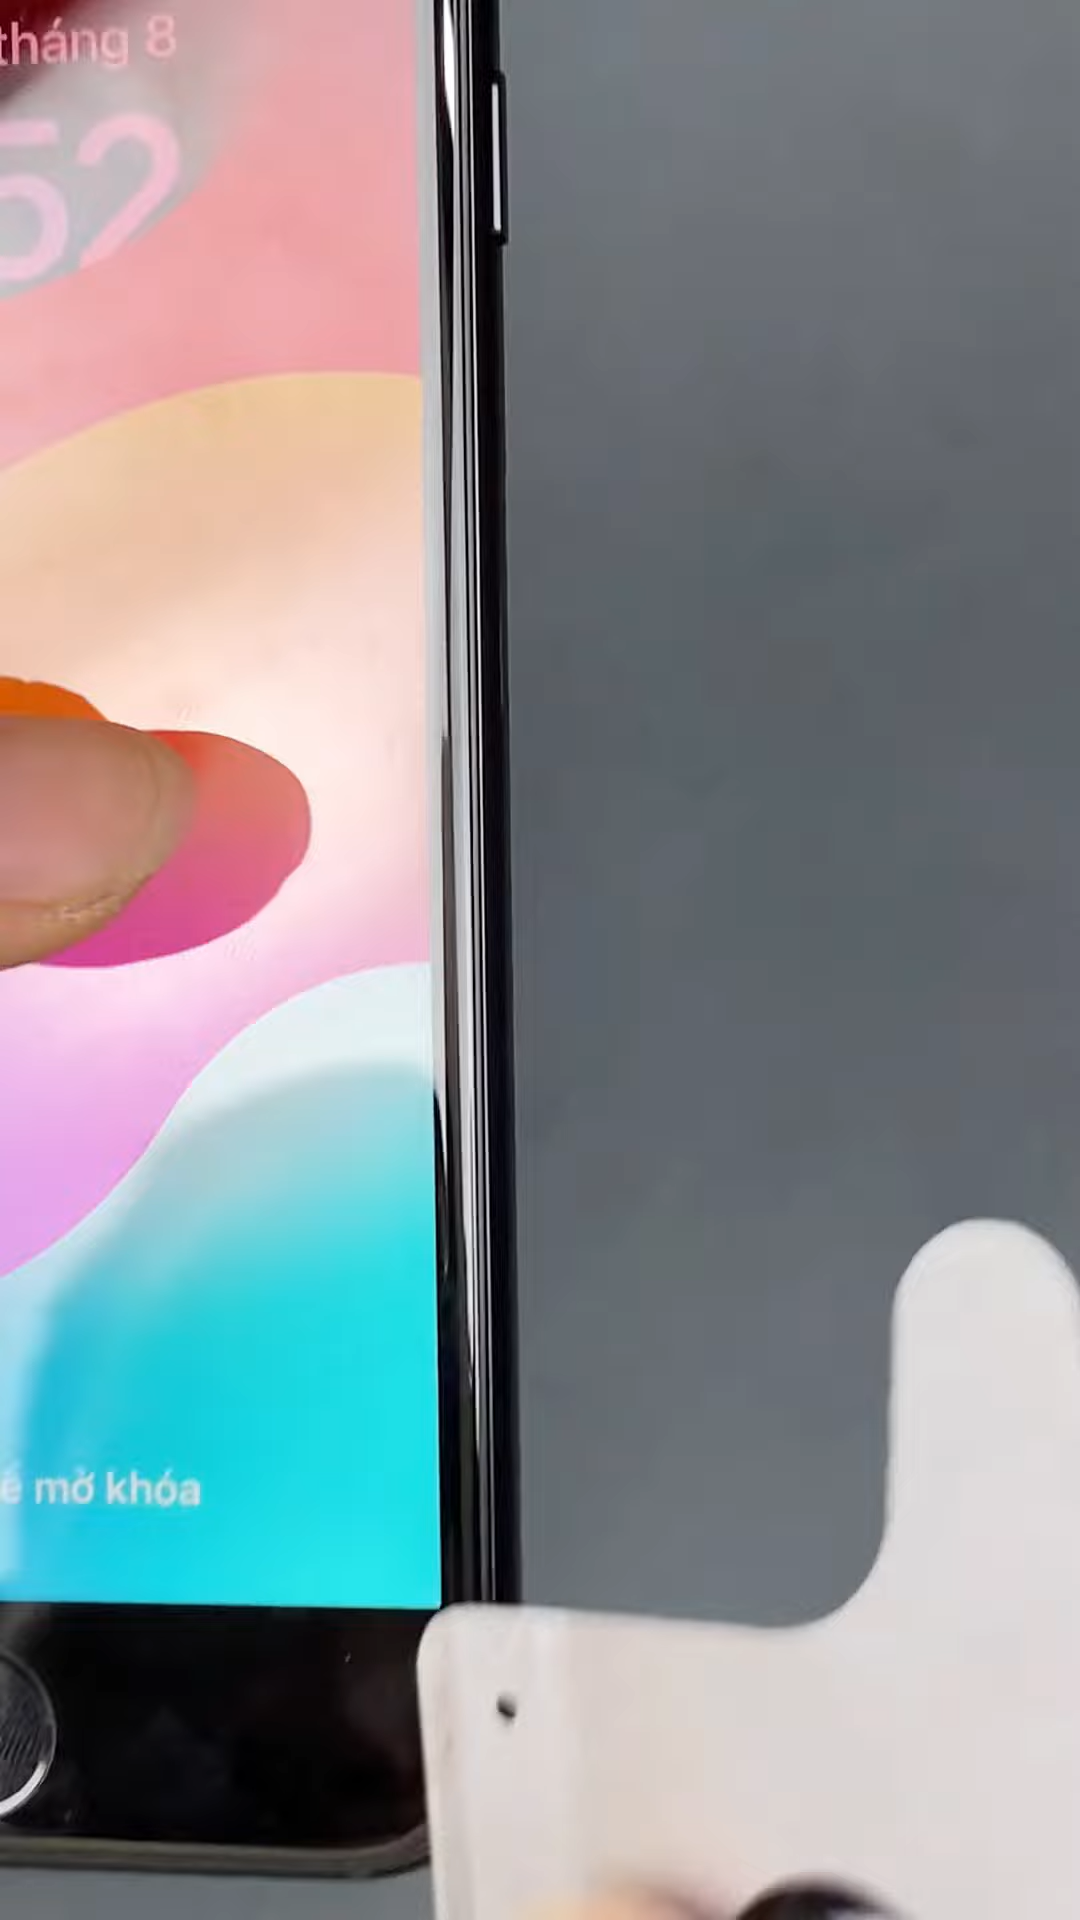 tháng 8
52
ể mở khóa